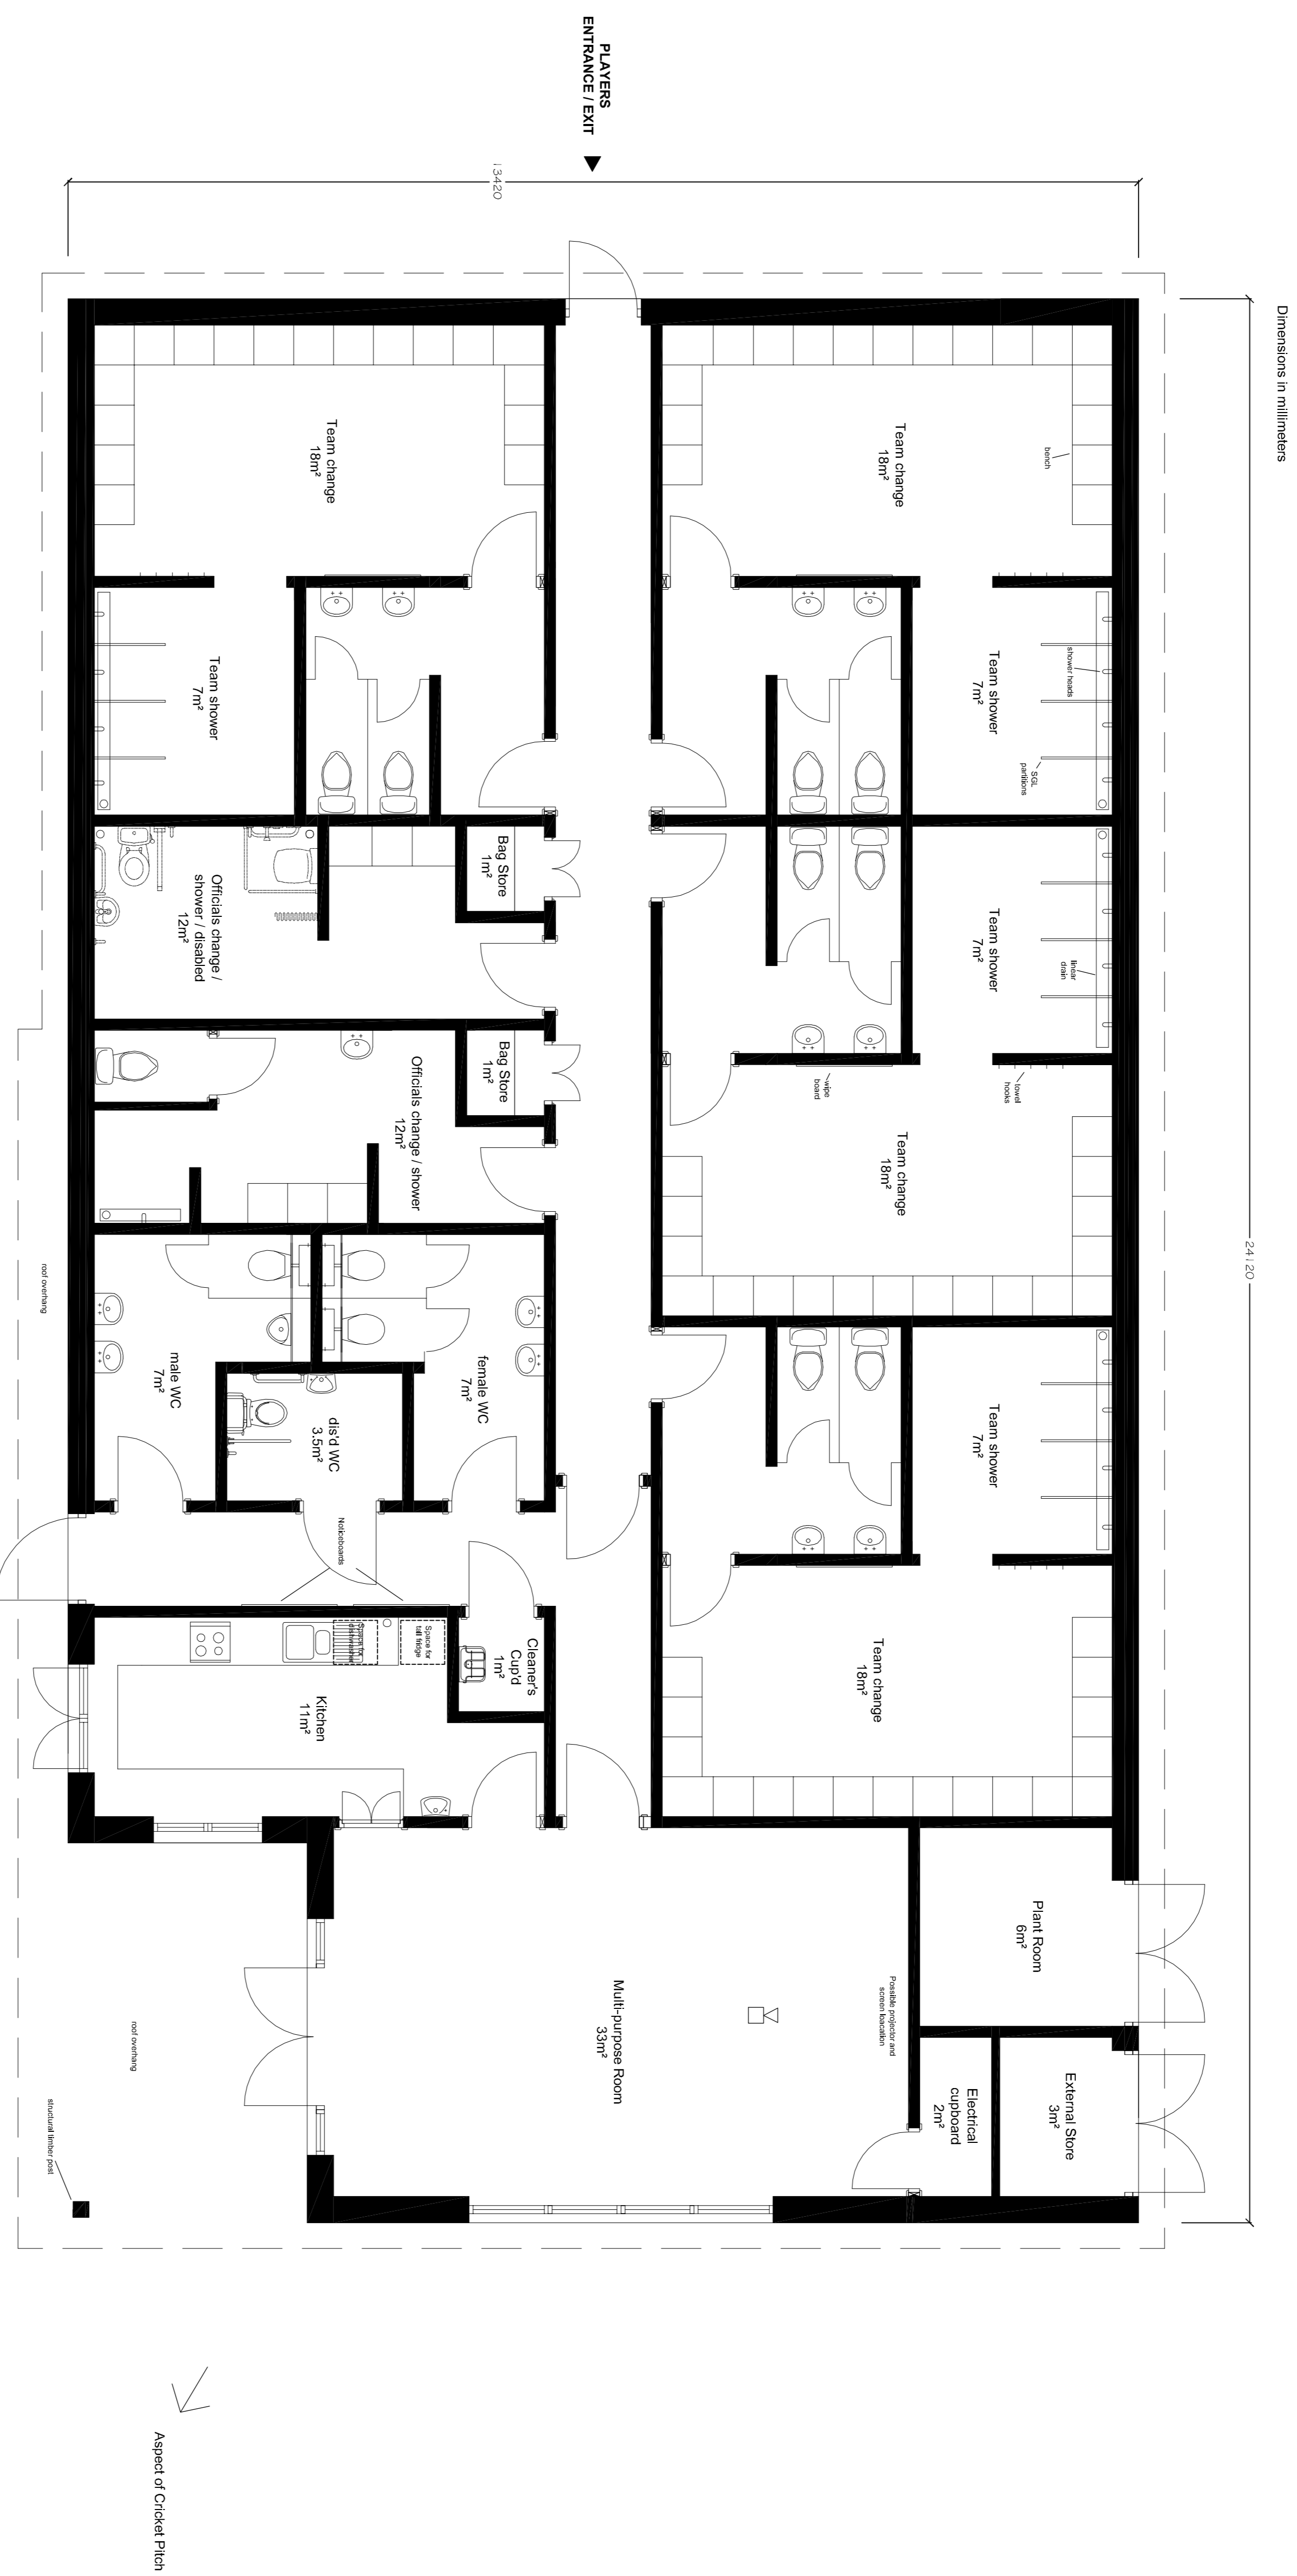 Dimensions in millimeters
24120
PLAYERS
ENTRANCE / EXIT
13420
Team change
18m²
bench
Team shower
7m²
shower heads
SGL
partitions
Team shower
7m²
linear
drain
towel
hooks
wipe
board
Team change
18m²
Team shower
7m²
Team change
18m²
Plant Room
6m²
External Store
3m²
Electrical
cupboard
2m²
Possible projector and
screen loacation
Multi-purpose Room
33m²
Team change
18m²
Team shower
7m²
Bag Store
1m²
Officials change /
shower / disabled
12m²
Bag Store
1m²
Officials change / shower
12m²
female WC
7m²
male WC
7m²
dis'd WC
3.5m²
Noticeboards
Cleaner's
Cup'd
1m²
Space for
tall fridge
Space for
dishwasher
Kitchen
11m²
roof overhang
roof overhang
structural timber post
Aspect of Cricket Pitch